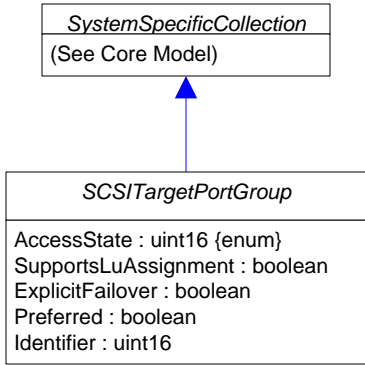 SystemSpecificCollection
(See Core Model)
SCSITargetPortGroup
AccessState : uint16 {enum}
SupportsLuAssignment : boolean
ExplicitFailover : boolean
Preferred : boolean
Identifier : uint16